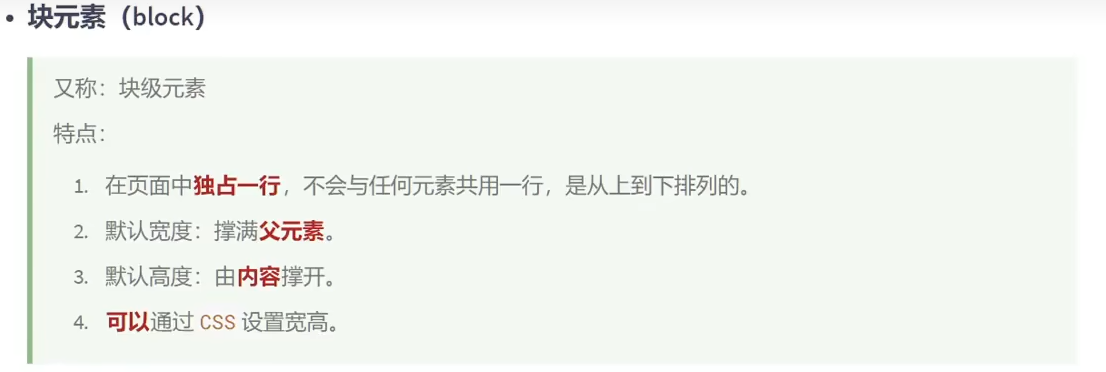 • 块元素（block）
又称：块级元素
特点：
1. 在页面中独占一行，不会与任何元素共用一行，是从上到下排列的。
2. 默认宽度：撑满父元素。
3. 默认高度：由内容撑开。
4. 可以通过 CSS 设置宽高。